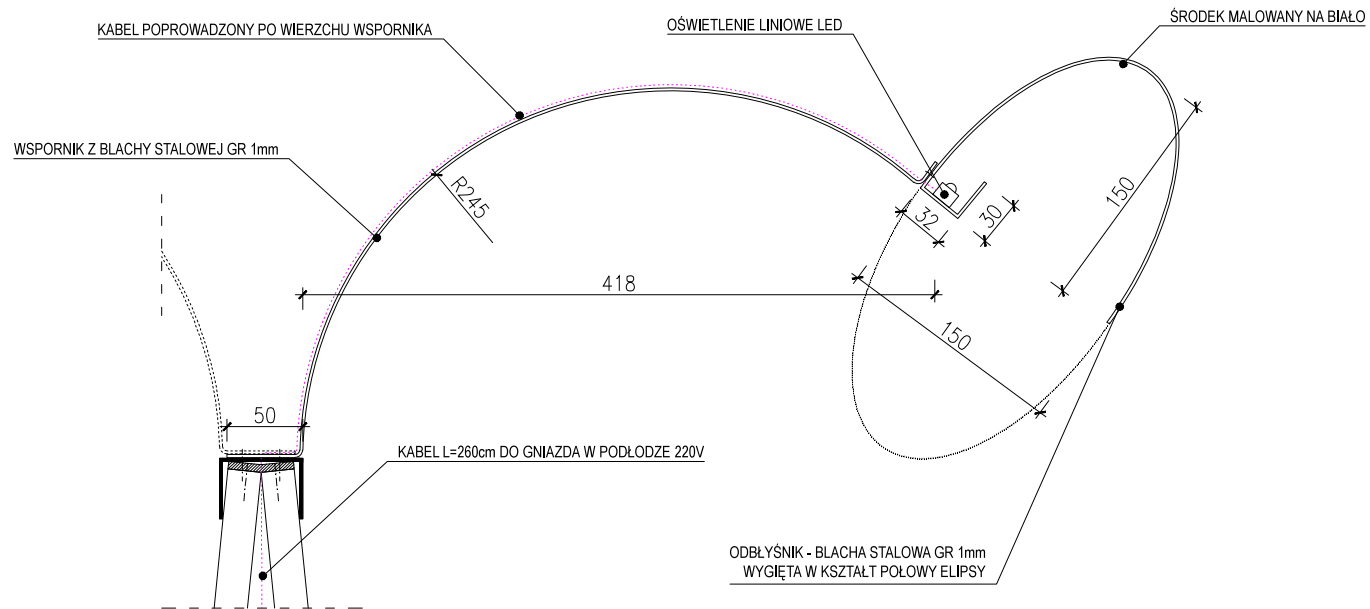 ŚRODEK MALOWANY NA BIAŁO
KABEL POPROWADZONY PO WIERZCHU WSPORNIKA
OŚWIETLENIE LINIOWE LED
WSPORNIK Z BLACHY STALOWEJ GR 1mm
R245
32
30
150
418
150
50
KABEL L=260cm DO GNIAZDA W PODŁODZE 220V
ODBŁYŚNIK - BLACHA STALOWA GR 1mm
WYGIĘTA W KSZTAŁT POŁOWY ELIPSY